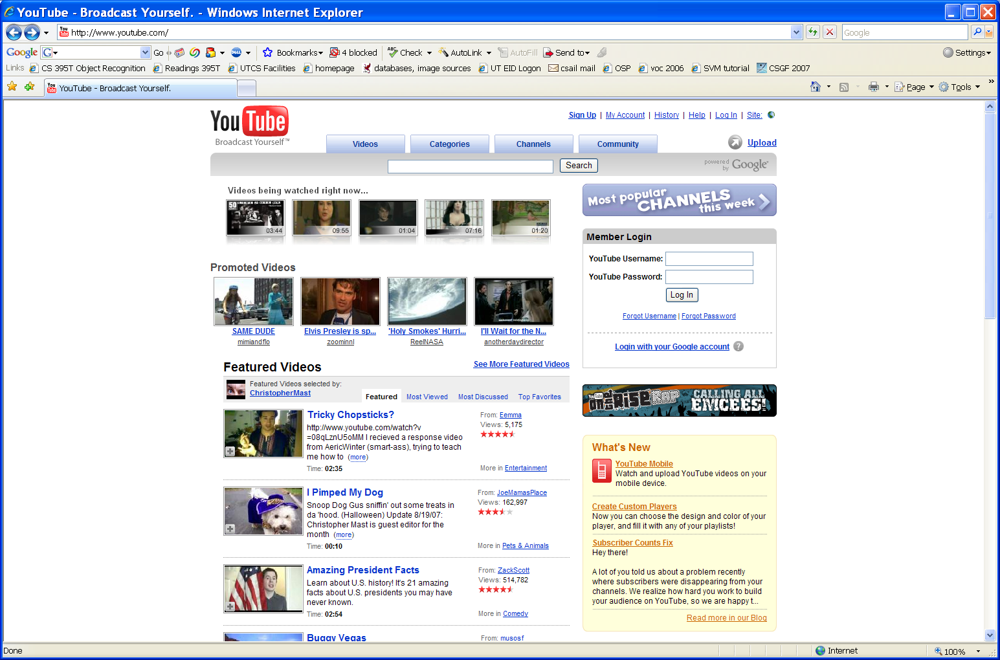 YouTube - Broadcast Yourself. - Windows Internet Explorer
http://www.youtube.com/
Google
Google G Go Bookmarks 4 blocked ABC Check AutoLink AutoFill Send to Settings
Links CS 395T Object Recognition Readings 395T UTCS Facilities homepage databases, image sources UT EID Logon csail mail OSP voc 2006 SVM tutorial CSGF 2007
YouTube - Broadcast Yourself.
Page Tools
YouTube
Broadcast Yourself™
Sign Up | My Account | History | Help | Log In | Site:
Videos Categories Channels Community
Upload
Search
powered by Google
Videos being watched right now...
03:44 09:55 01:04 07:16 01:20
Most popular
CHANNELS
this week
Member Login
YouTube Username:
YouTube Password:
Log In
Forgot Username | Forgot Password
Login with your Google account ?
Promoted Videos
SAME DUDE
mimiandflo
Elvis Presley is sp...
zoominnl
'Holy Smokes' Hurri...
ReelNASA
I'll Wait for the N...
anotherdaydirector
Featured Videos
See More Featured Videos
Featured Videos selected by:
ChristopherMast
Featured Most Viewed Most Discussed Top Favorites
Tricky Chopsticks?
http://www.youtube.com/watch?v
=08qLznU5oMM I recieved a response video
from AericWinter (smart-ass), trying to teach
me how to (more)
Time: 02:35
From: Eemma
Views: 5,175
More in Entertainment
I Pimped My Dog
Snoop Dog Gus sniffin' out some treats in
da 'hood. (Halloween) Update 8/19/07:
Christopher Mast is guest editor for the
month (more)
Time: 00:10
From: JoeMamasPlace
Views: 162,997
More in Pets & Animals
Amazing President Facts
Learn about U.S. history! It's 21 amazing
facts about U.S. presidents you may have
never known.
Time: 02:54
From: ZackScott
Views: 514,782
More in Comedy
Buggy Vegas
From: musosf
YouTube
on the Rise Rap
CALLING ALL
EMCEES!
What's New
YouTube Mobile
Watch and upload YouTube videos on your
mobile device.
Create Custom Players
Now you can choose the design and color of your
player, and fill it with any of your playlists!
Subscriber Counts Fix
Hey there!
A lot of you told us about a problem recently
where subscribers were disappearing from your
channels. We realize how hard you work to build
your audience on YouTube, so we are happy t...
Read more in our Blog
Done
Internet
100%